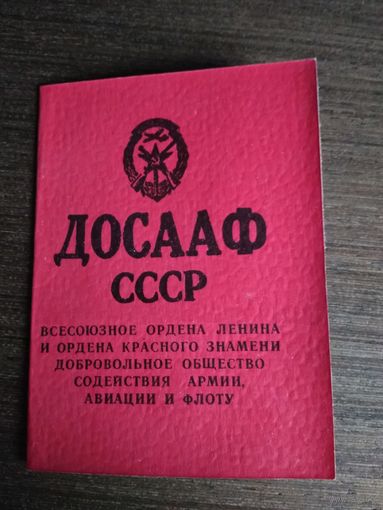 ДОСААФ
СССР
ВСЕСОЮЗНОЕ ОРДЕНА ЛЕНИНА
И ОРДЕНА КРАСНОГО ЗНАМЕНИ
ДОБРОВОЛЬНОЕ ОБЩЕСТВО
СОДЕЙСТВИЯ АРМИИ,
АВИАЦИИ И ФЛОТУ